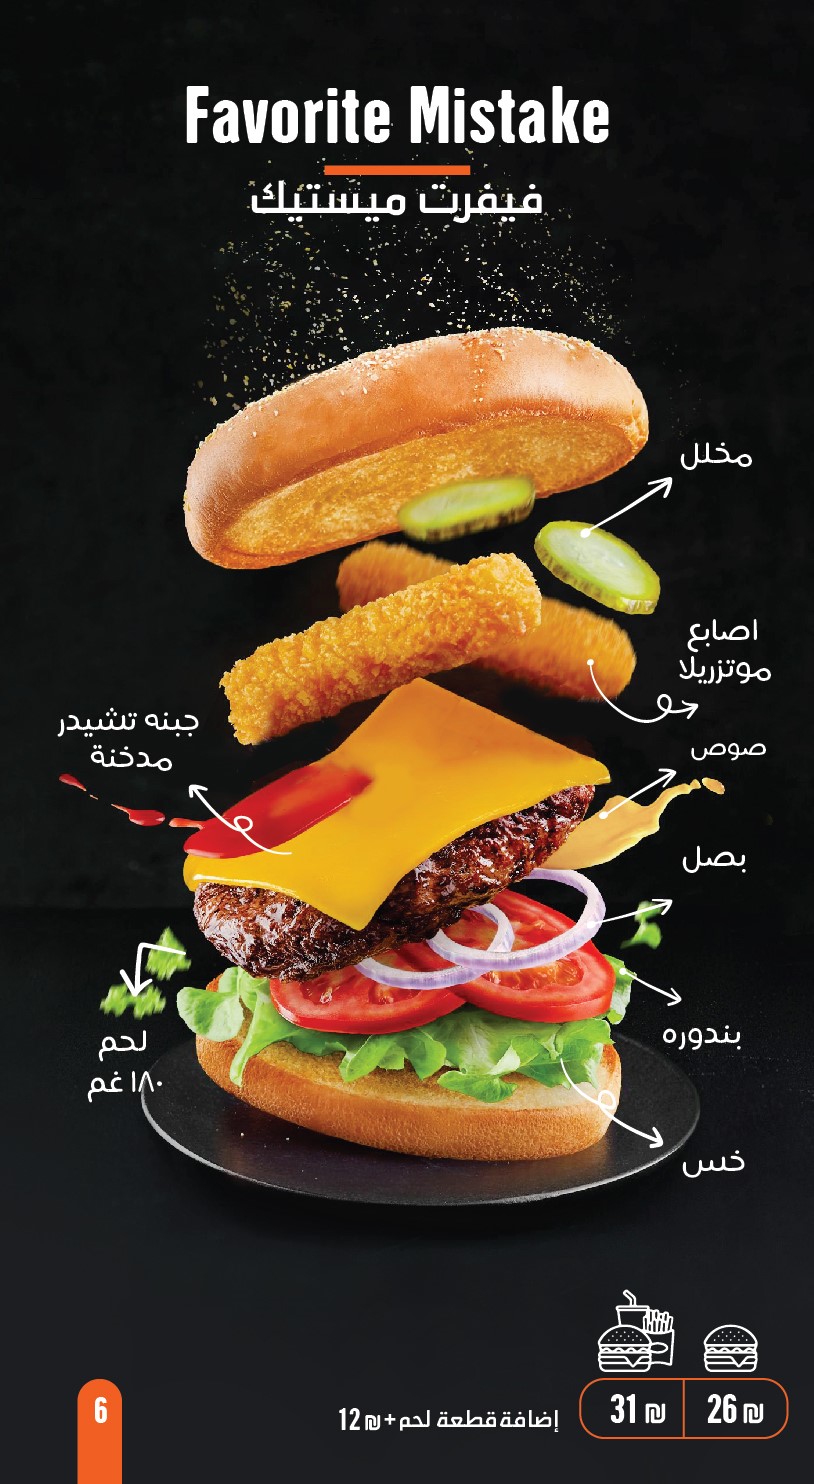 Favorite Mistake
فيفرت ميستيك
مخلل
اصابع
موتزريلا
جبنه تشيدر
مدخنة
صوص
بصل
بندوره
لحم
١٨٠ غم
خس
31 ₪
26 ₪
إضافة قطعة لحم + ₪ 12
6